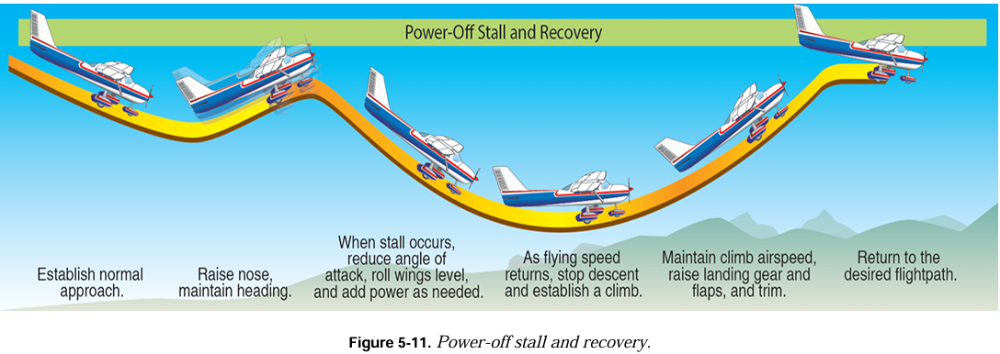 Power-Off Stall and Recovery
Establish normal
approach.
Raise nose,
maintain heading.
When stall occurs,
reduce angle of
attack, roll wings level,
and add power as needed.
As flying speed
returns, stop descent
and establish a climb.
Maintain climb airspeed,
raise landing gear and
flaps, and trim.
Return to the
desired flightpath.
Figure 5-11. Power-off stall and recovery.